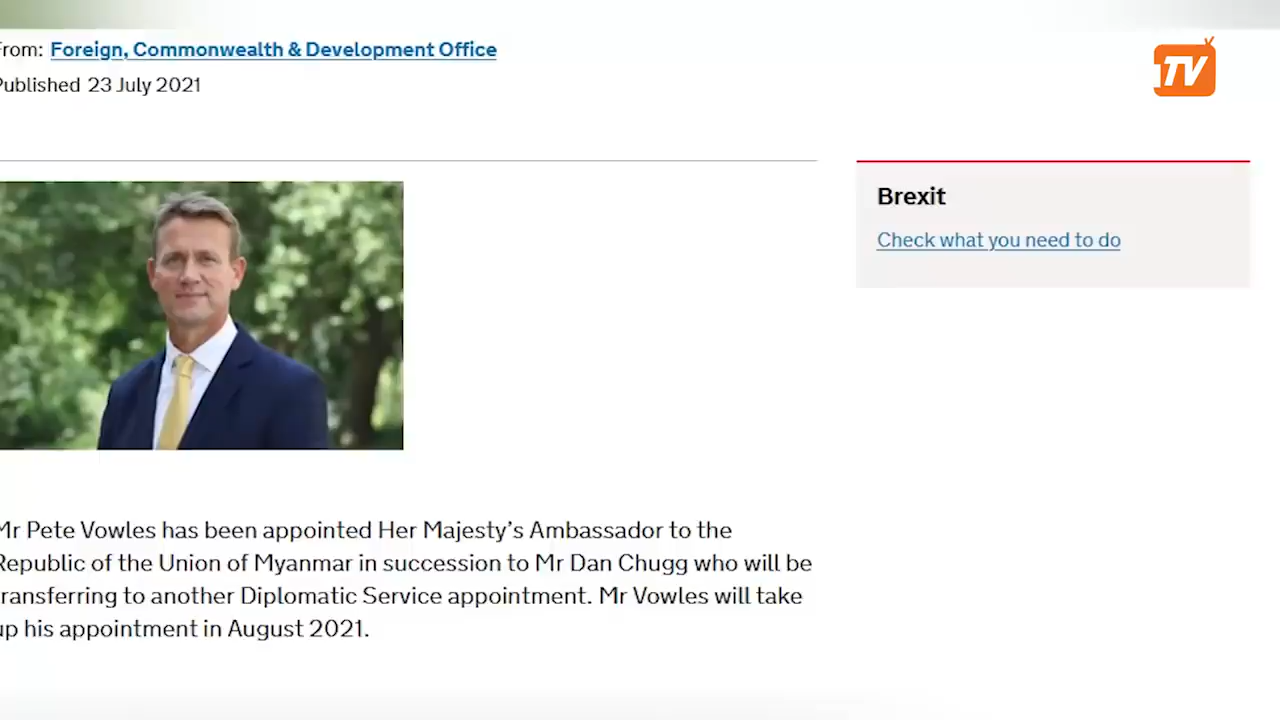 From: Foreign, Commonwealth & Development Office
Published 23 July 2021
TV
Brexit
Check what you need to do
Mr Pete Vowles has been appointed Her Majesty’s Ambassador to the
Republic of the Union of Myanmar in succession to Mr Dan Chugg who will be
transferring to another Diplomatic Service appointment. Mr Vowles will take
up his appointment in August 2021.